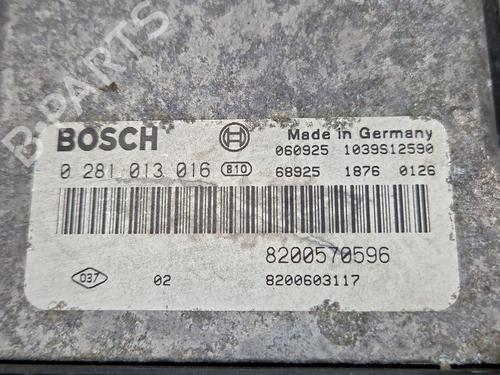 B-PARTS
BOSCH
Made in Germany
060925 1039S12590
0 281 013 016 810
68925 1876 0126
8200570596
037 02 8200603117